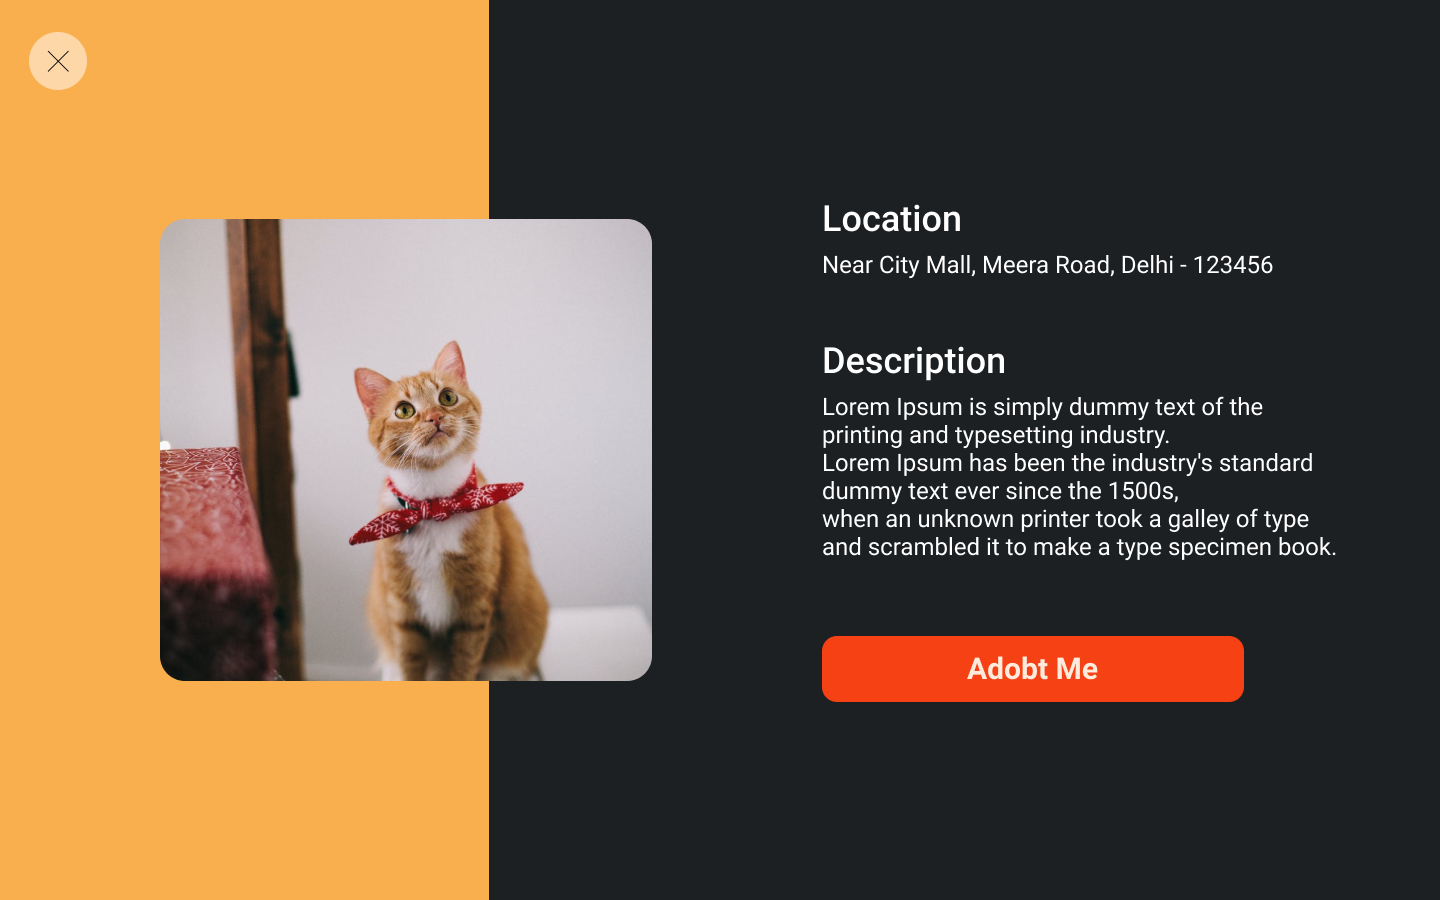 Location
Near City Mall, Meera Road, Delhi - 123456
Description
Lorem Ipsum is simply dummy text of the
printing and typesetting industry.
Lorem Ipsum has been the industry's standard
dummy text ever since the 1500s,
when an unknown printer took a galley of type
and scrambled it to make a type specimen book.
Adobt Me